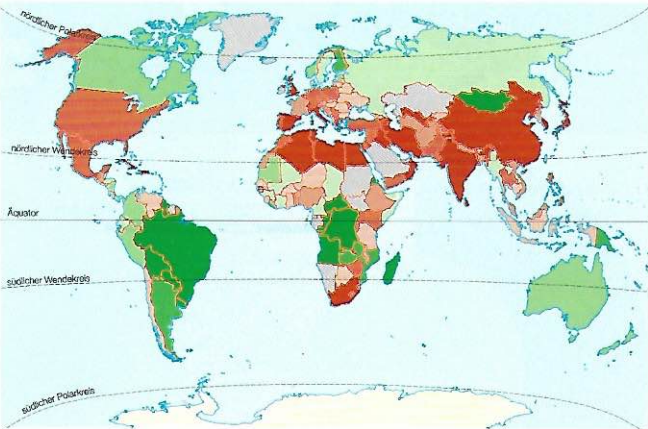 nördlicher Polarkreis
nördlicher Wendekreis
Äquator
südlicher Wendekreis
südlicher Polarkreis